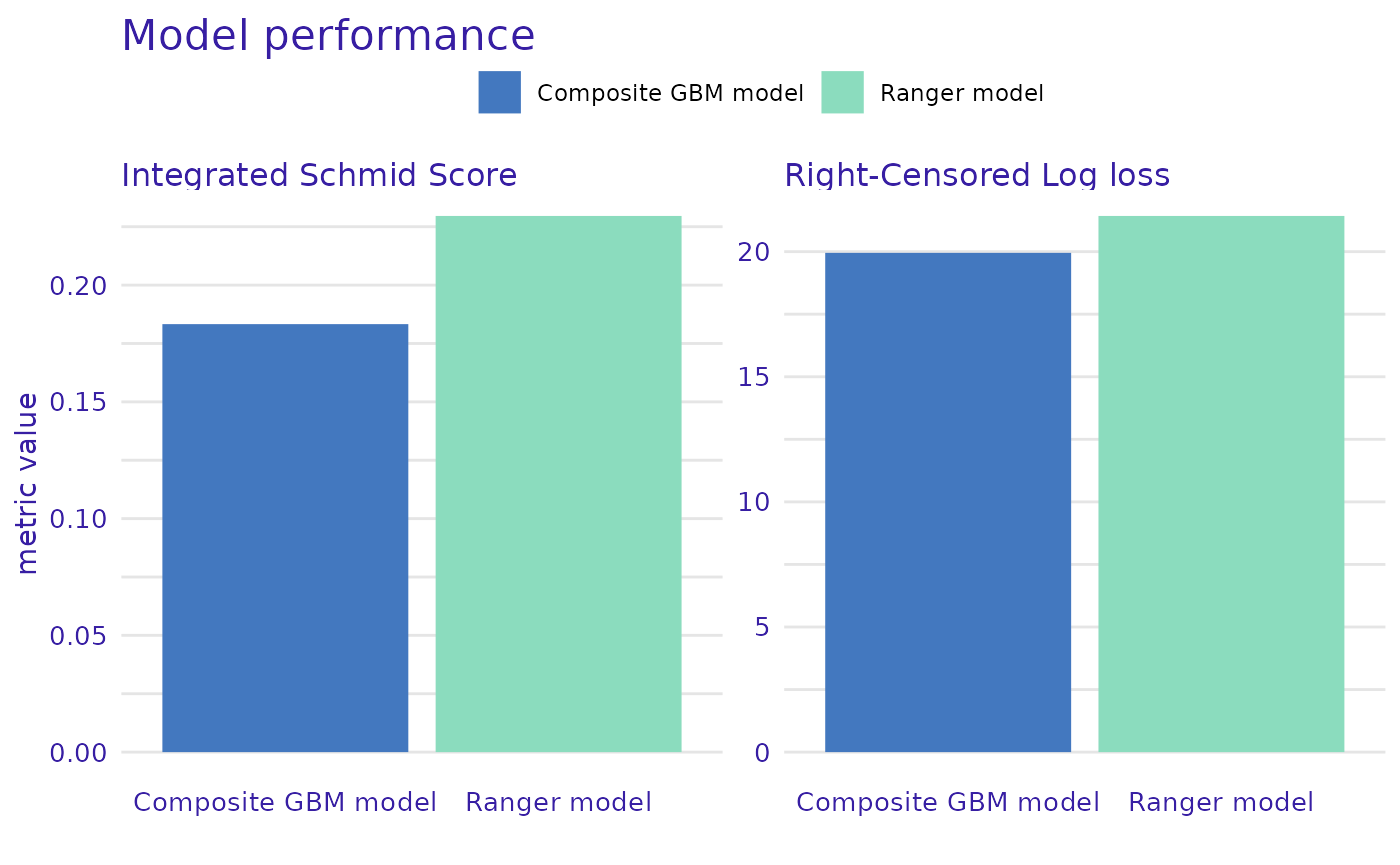 Model performance
Composite GBM model Ranger model
Integrated Schmid Score
0.20
0.15
0.10
0.05
0.00
metric value
Composite GBM model Ranger model
Right-Censored Log loss
20
15
10
5
0
Composite GBM model Ranger model